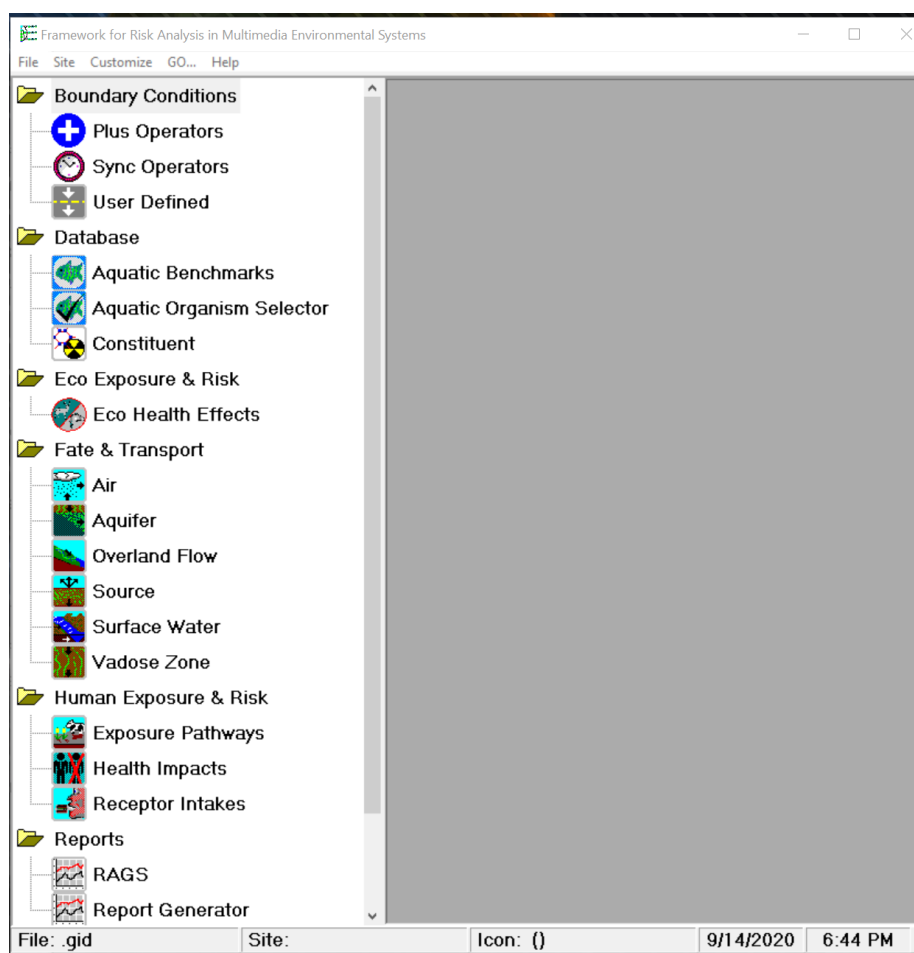 Framework for Risk Analysis in Multimedia Environmental Systems
File Site Customize GO... Help
Boundary Conditions
Plus Operators
Sync Operators
User Defined
Database
Aquatic Benchmarks
Aquatic Organism Selector
Constituent
Eco Exposure & Risk
Eco Health Effects
Fate & Transport
Air
Aquifer
Overland Flow
Source
Surface Water
Vadose Zone
Human Exposure & Risk
Exposure Pathways
Health Impacts
Receptor Intakes
Reports
RAGS
Report Generator
File: .gid Site: Icon: () 9/14/2020 6:44 PM